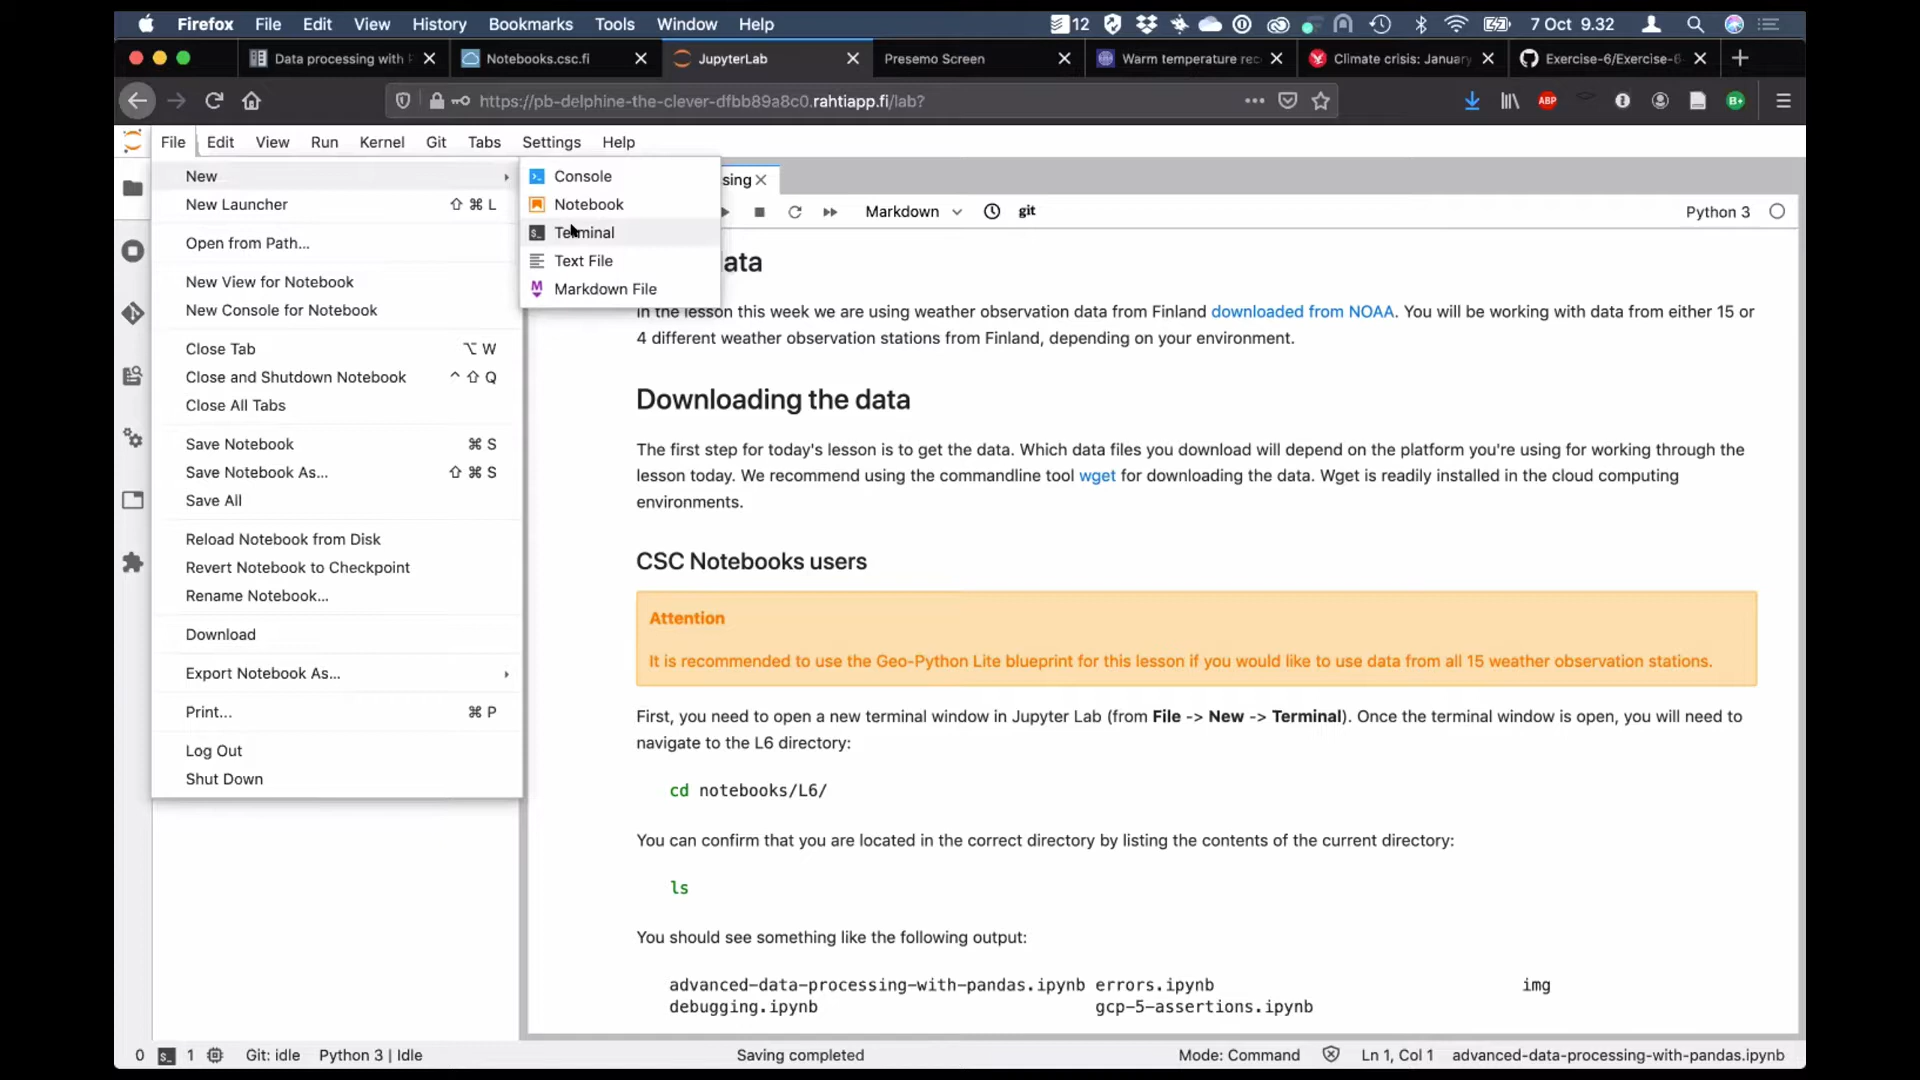 Firefox File Edit View History Bookmarks Tools Window Help 12 7 Oct 9.32
Data processing with Notebooks.csc.fi JupyterLab Presemo Screen Warm temperature rec Climate crisis: January Exercise-6/Exercise-6
https://pb-delphine-the-clever-dfbb89a8c0.rahtiapp.fi/lab? ABP B+
File Edit View Run Kernel Git Tabs Settings Help
New
New Launcher ⇧ ⌘ L
Open from Path...
New View for Notebook
New Console for Notebook
Close Tab ⌥ W
Close and Shutdown Notebook ^ ⇧ Q
Close All Tabs
Save Notebook ⌘ S
Save Notebook As... ⇧ ⌘ S
Save All
Reload Notebook from Disk
Revert Notebook to Checkpoint
Rename Notebook...
Download
Export Notebook As...
Print... ⌘ P
Log Out
Shut Down
Console
Notebook
Terminal
Text File
Markdown File
sing
Markdown git Python 3
ata
In the lesson this week we are using weather observation data from Finland downloaded from NOAA. You will be working with data from either 15 or
4 different weather observation stations from Finland, depending on your environment.
Downloading the data
The first step for today's lesson is to get the data. Which data files you download will depend on the platform you're using for working through the
lesson today. We recommend using the commandline tool wget for downloading the data. Wget is readily installed in the cloud computing
environments.
CSC Notebooks users
Attention
It is recommended to use the Geo-Python Lite blueprint for this lesson if you would like to use data from all 15 weather observation stations.
First, you need to open a new terminal window in Jupyter Lab (from File -> New -> Terminal). Once the terminal window is open, you will need to
navigate to the L6 directory:
cd notebooks/L6/
You can confirm that you are located in the correct directory by listing the contents of the current directory:
ls
You should see something like the following output:
advanced-data-processing-with-pandas.ipynb errors.ipynb img
debugging.ipynb gcp-5-assertions.ipynb
0 1 Git: idle Python 3 | Idle Saving completed Mode: Command Ln 1, Col 1 advanced-data-processing-with-pandas.ipynb